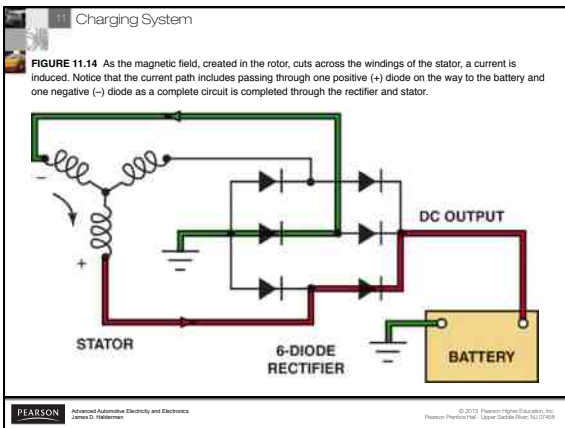 11 Charging System
FIGURE 11.14 As the magnetic field, created in the rotor, cuts across the windings of the stator, a current is
induced. Notice that the current path includes passing through one positive (+) diode on the way to the battery and
one negative (–) diode as a complete circuit is completed through the rectifier and stator.
–
+
DC OUTPUT
STATOR
6-DIODE
RECTIFIER
BATTERY
PEARSON
Advanced Automotive Electricity and Electronics
James D. Halderman
© 2013 Pearson Higher Education, Inc.
Pearson Prentice Hall - Upper Saddle River, NJ 07458